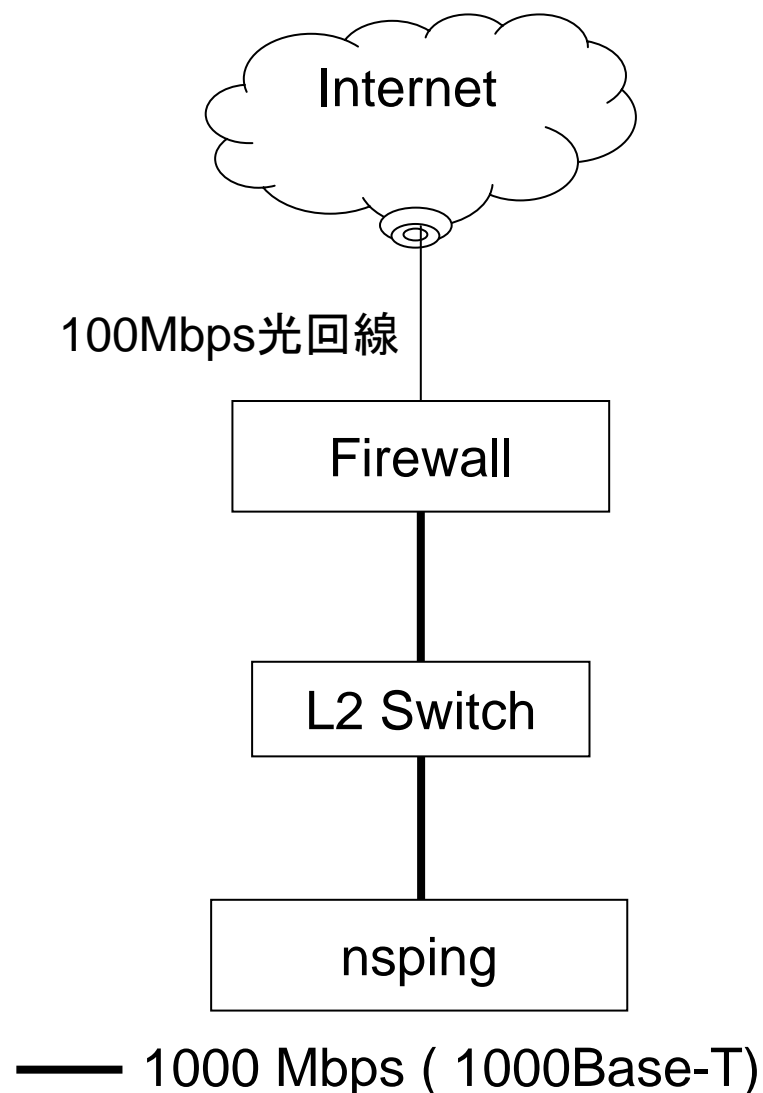 Internet
100Mbps光回線
Firewall
L2 Switch
nsping
1000 Mbps ( 1000Base-T)